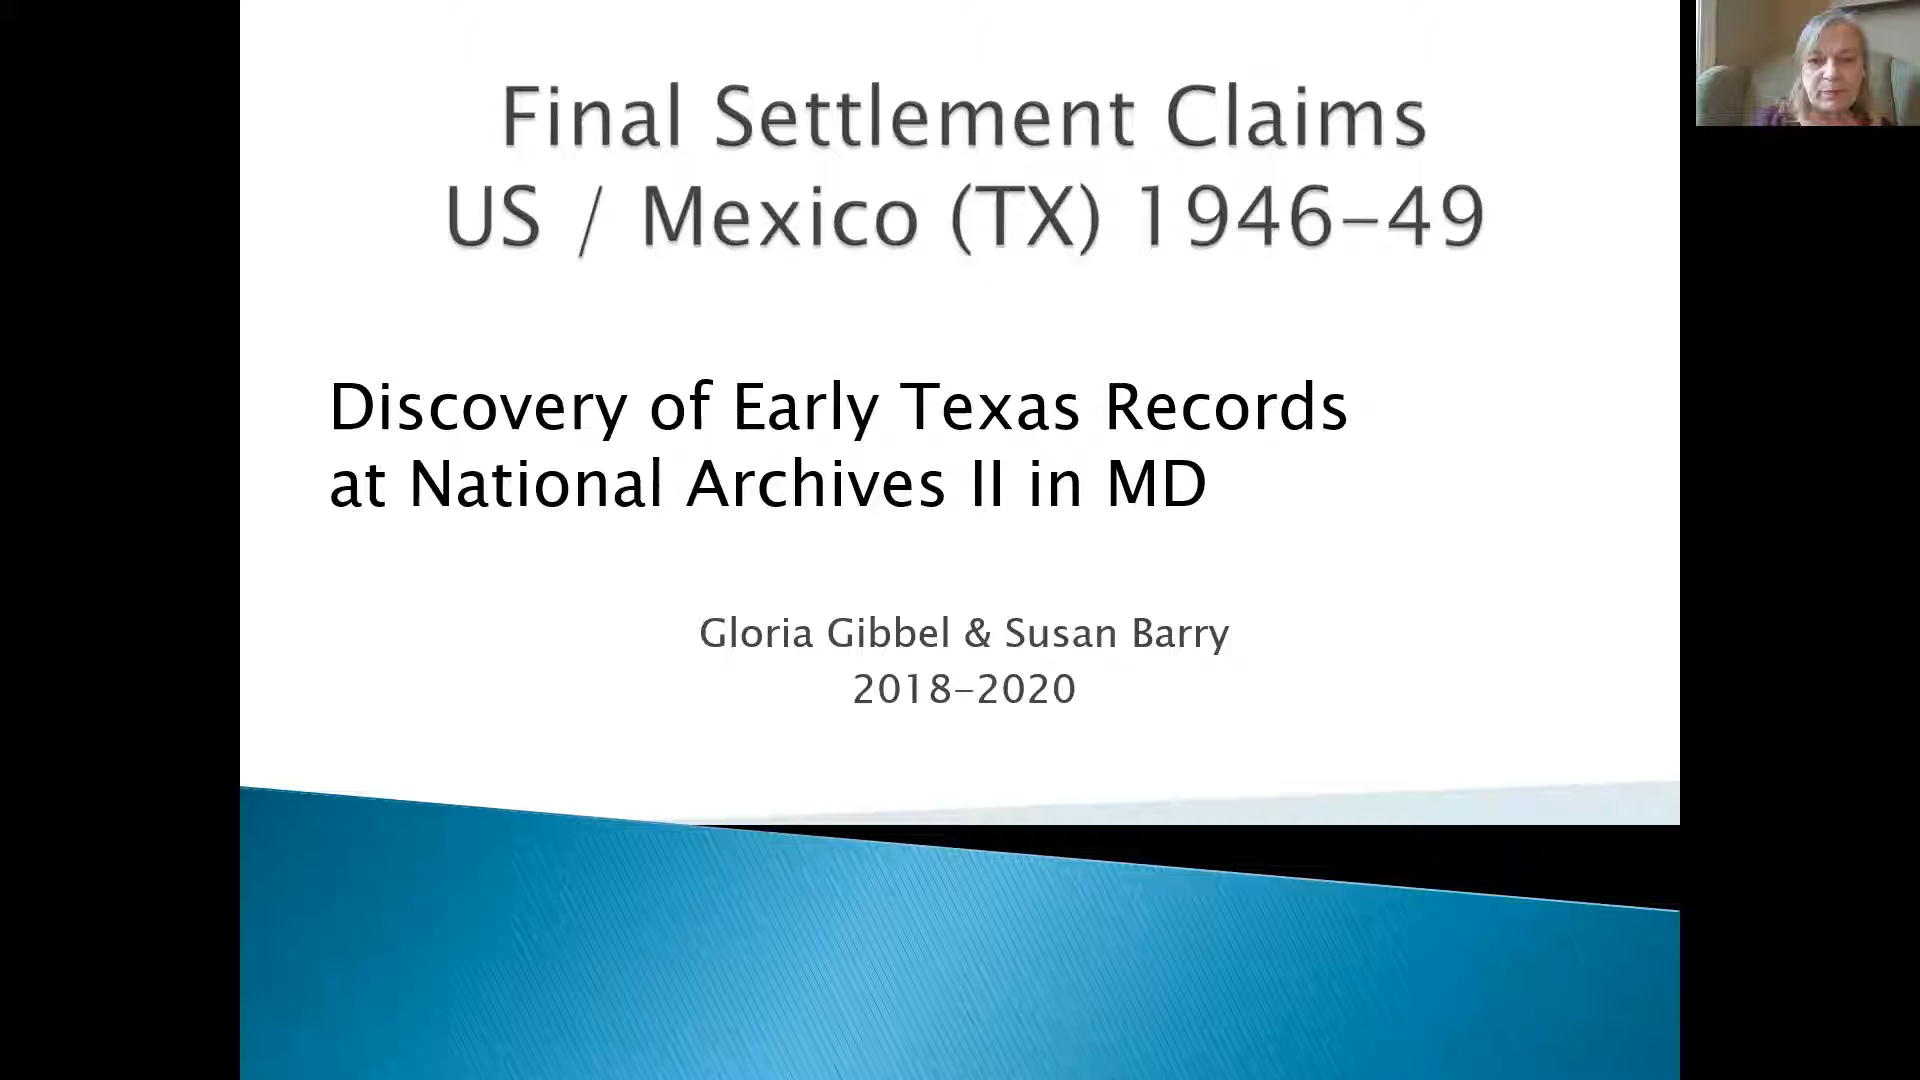 Final Settlement Claims
US / Mexico (TX) 1946-49
Discovery of Early Texas Records
at National Archives II in MD
Gloria Gibbel & Susan Barry
2018-2020